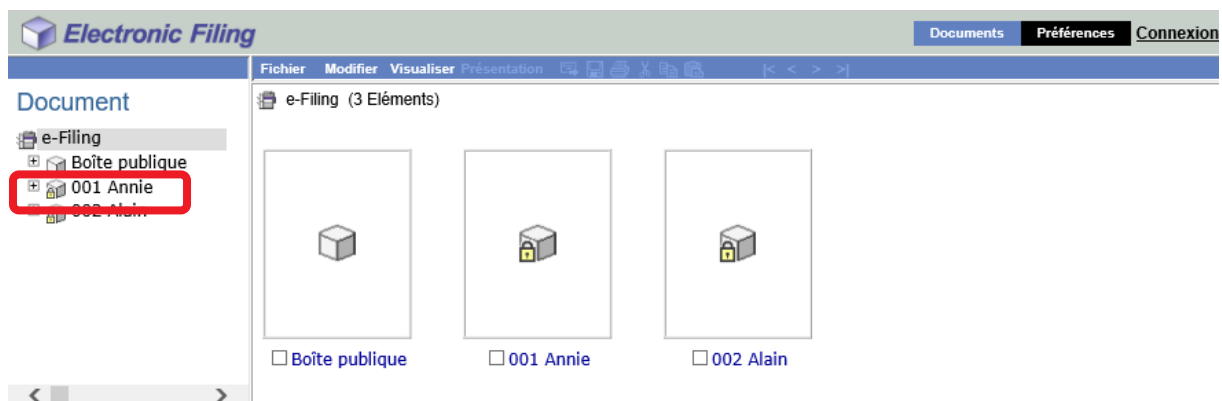 Electronic Filing
Documents Préférences Connexion
Fichier Modifier Visualiser Présentation |< < > >|
Document
e-Filing
Boîte publique
001 Annie
002 Alain
e-Filing (3 Eléments)
Boîte publique 001 Annie 002 Alain